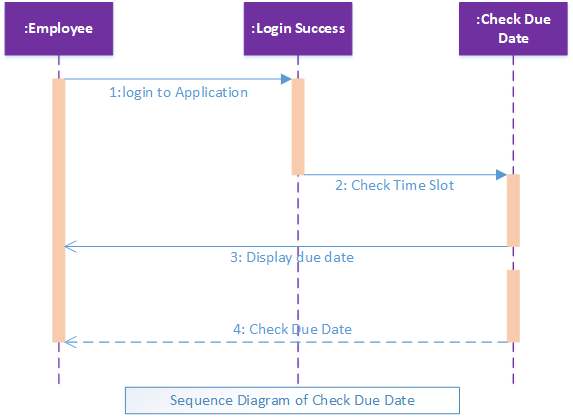 :Employee
:Login Success
:Check Due
Date
1:login to Application
2: Check Time Slot
3: Display due date
4: Check Due Date
Sequence Diagram of Check Due Date